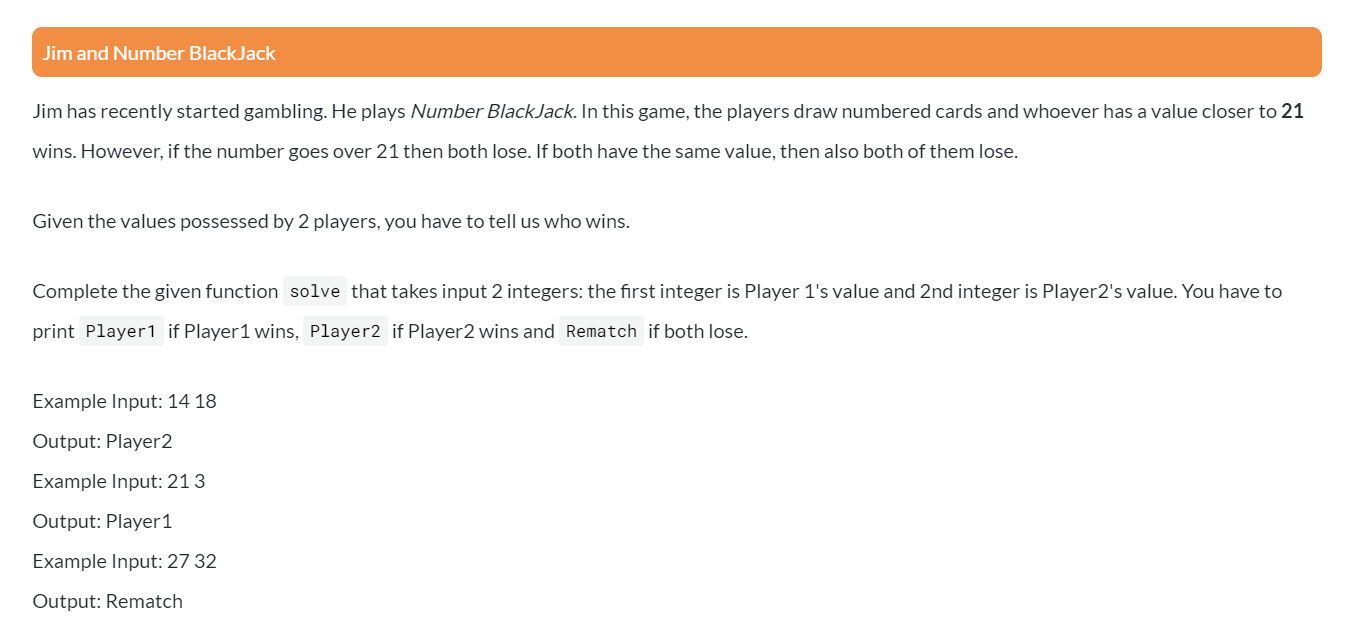 Jim and Number BlackJack
Jim has recently started gambling. He plays Number BlackJack. In this game, the players draw numbered cards and whoever has a value closer to 21
wins. However, if the number goes over 21 then both lose. If both have the same value, then also both of them lose.
Given the values possessed by 2 players, you have to tell us who wins.
Complete the given function solve that takes input 2 integers: the first integer is Player 1's value and 2nd integer is Player2's value. You have to
print Player1 if Player1 wins, Player2 if Player2 wins and Rematch if both lose.
Example Input: 14 18
Output: Player2
Example Input: 21 3
Output: Player1
Example Input: 27 32
Output: Rematch